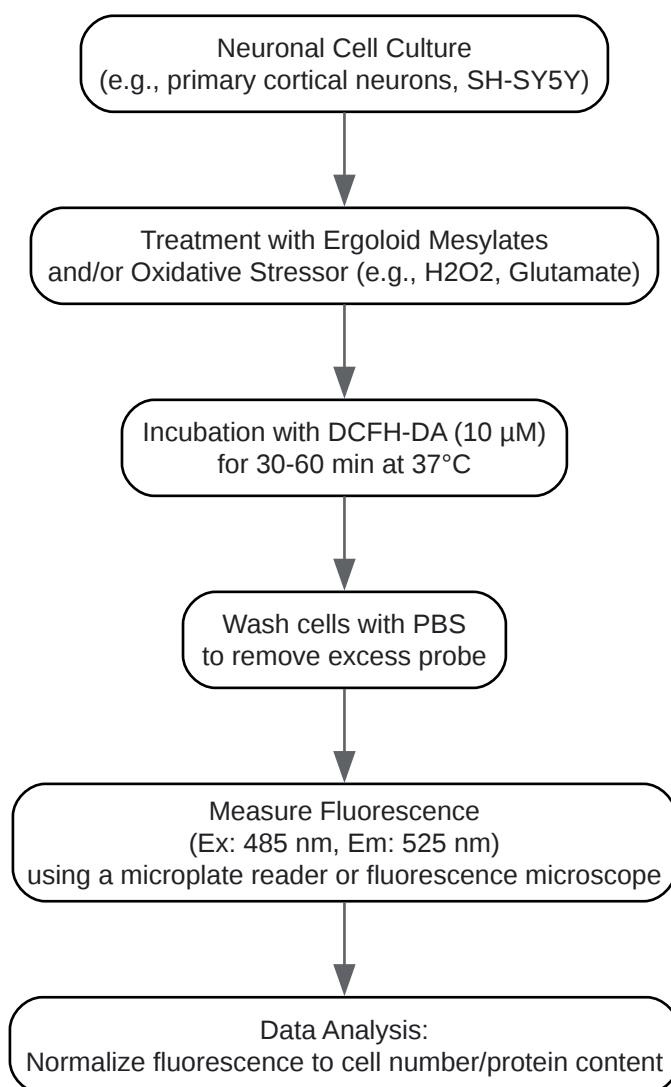 Neuronal Cell Culture
(e.g., primary cortical neurons, SH-SY5Y)
Treatment with Ergoloid Mesylates
and/or Oxidative Stressor (e.g., H2O2, Glutamate)
Incubation with DCFH-DA (10 µM)
for 30-60 min at 37°C
Wash cells with PBS
to remove excess probe
Measure Fluorescence
(Ex: 485 nm, Em: 525 nm)
using a microplate reader or fluorescence microscope
Data Analysis:
Normalize fluorescence to cell number/protein content